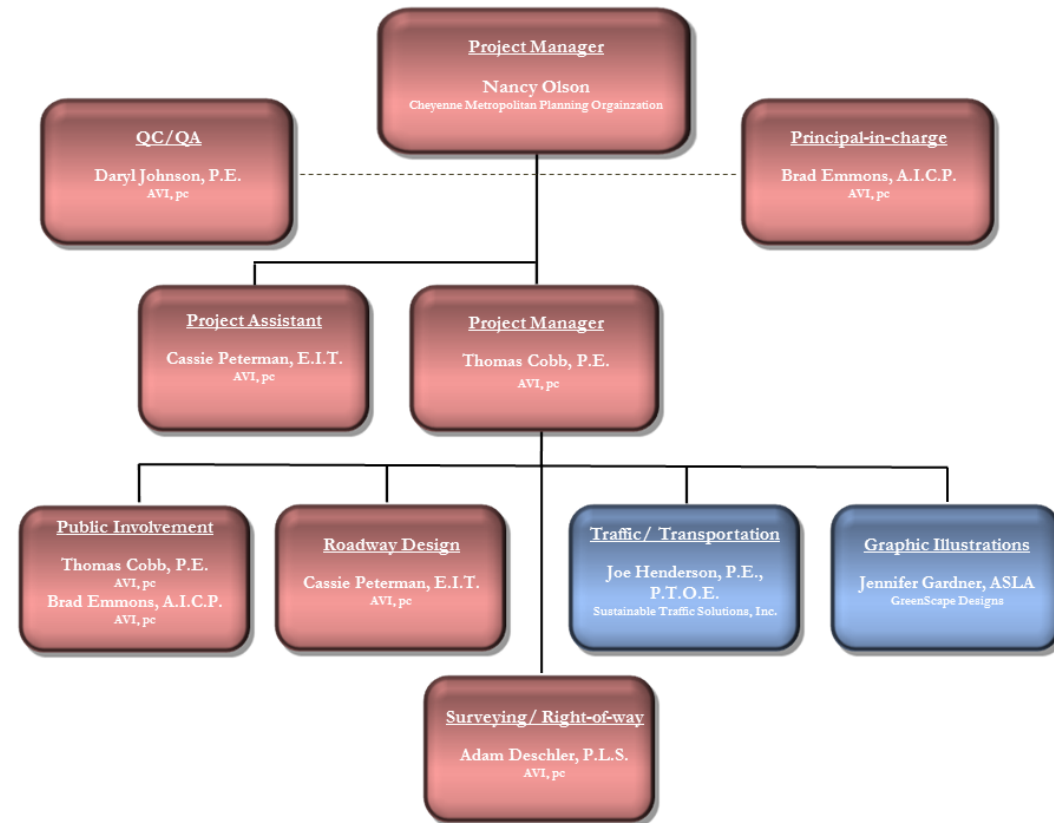 Project Manager
Nancy Olson
Cheyenne Metropolitan Planning Orgainzation
QC/QA
Daryl Johnson, P.E.
AVI, pc
Principal-in-charge
Brad Emmons, A.I.C.P.
AVI, pc
Project Assistant
Cassie Peterman, E.I.T.
AVI, pc
Project Manager
Thomas Cobb, P.E.
AVI, pc
Public Involvement
Thomas Cobb, P.E.
AVI, pc
Brad Emmons, A.I.C.P.
AVI, pc
Roadway Design
Cassie Peterman, E.I.T.
AVI, pc
Traffic/ Transportation
Joe Henderson, P.E.,
P.T.O.E.
Sustainable Traffic Solutions, Inc.
Graphic Illustrations
Jennifer Gardner, ASLA
GreenScape Designs
Surveying/ Right-of-way
Adam Deschler, P.L.S.
AVI, pc